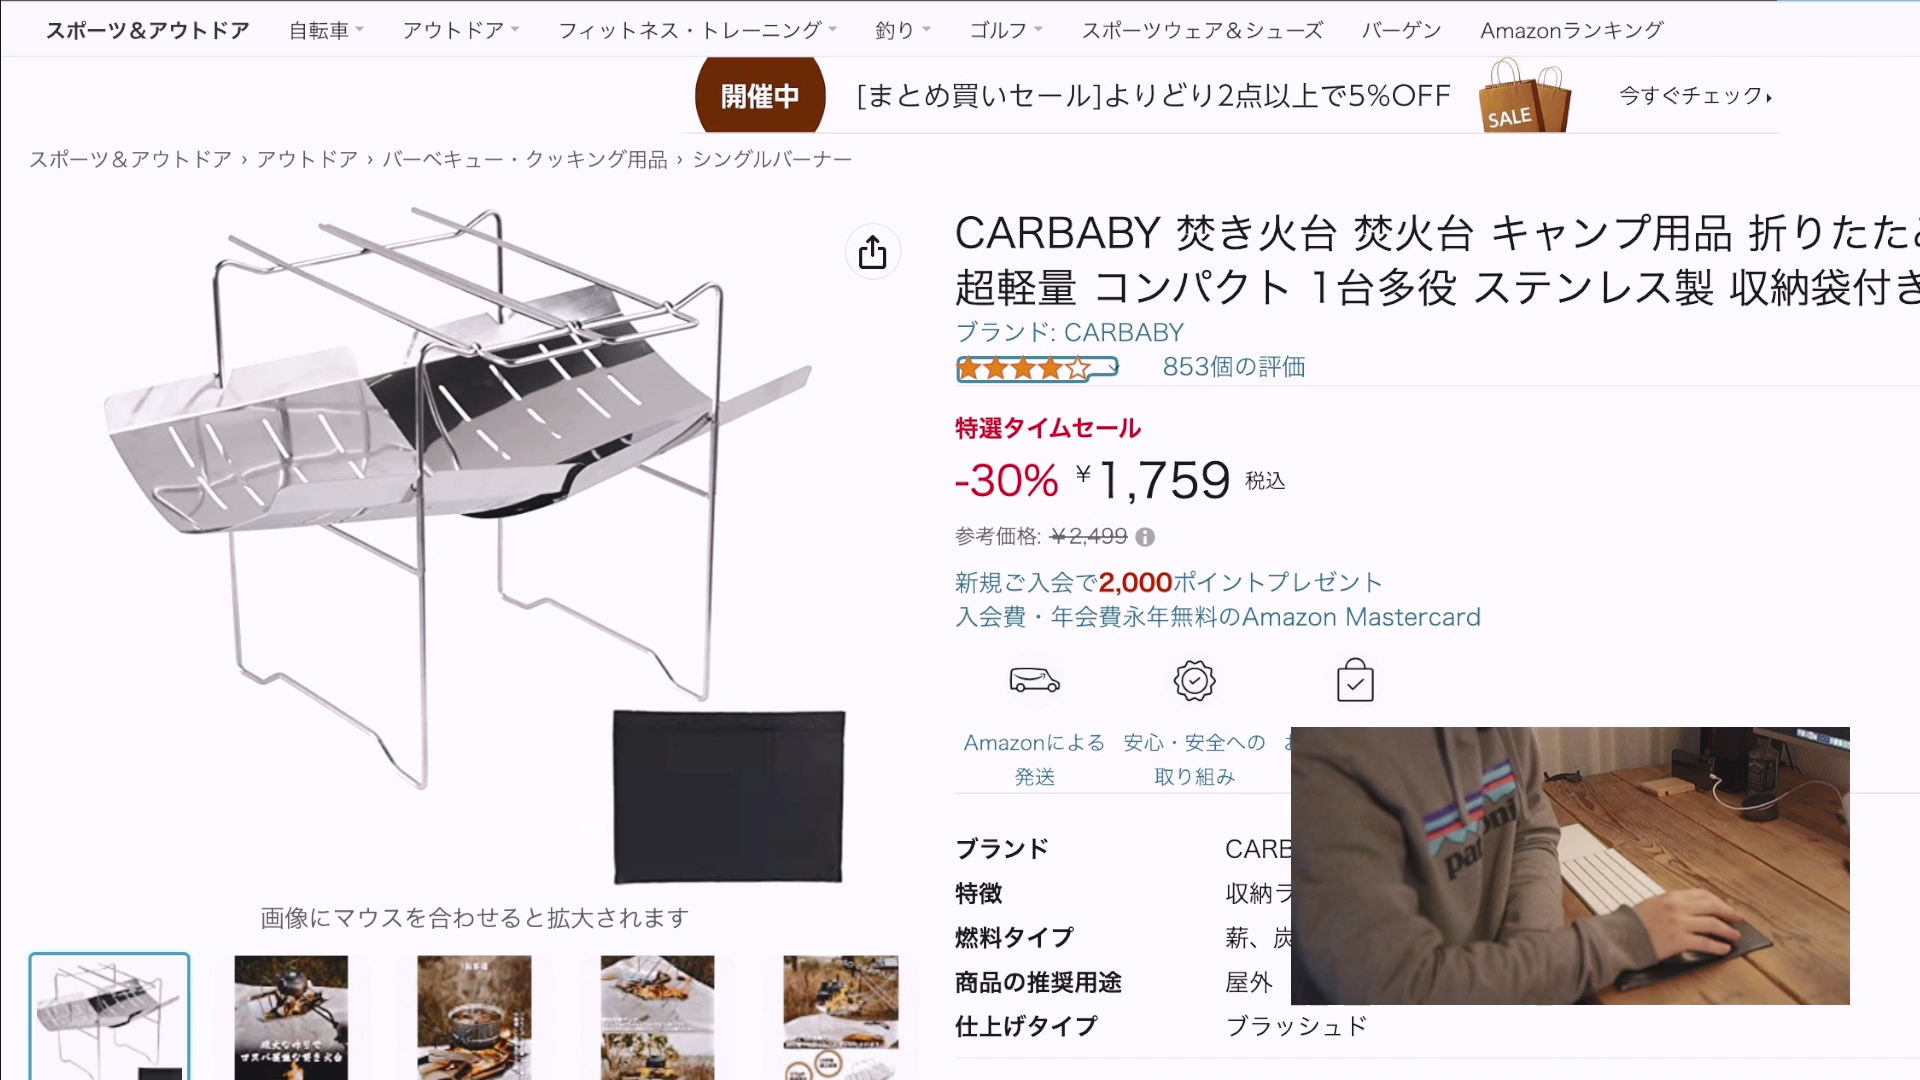 スポーツ＆アウトドア 自転車 アウトドア フィットネス・トレーニング 釣り ゴルフ スポーツウェア＆シューズ バーゲン Amazonランキング
開催中 [まとめ買いセール]よりどり2点以上で5%OFF SALE 今すぐチェック
スポーツ＆アウトドア › アウトドア › バーベキュー・クッキング用品 › シングルバーナー
CARBABY 焚き火台 焚火台 キャンプ用品 折りたた
超軽量 コンパクト 1台多役 ステンレス製 収納袋付き
ブランド: CARBABY
853個の評価
特選タイムセール
-30% ¥1,759 税込
参考価格: ¥2,499
新規ご入会で2,000ポイントプレゼント
入会費・年会費永年無料のAmazon Mastercard
Amazonによる発送
安心・安全への取り組み
ブランド CARB
特徴 収納
燃料タイプ 薪、炭
商品の推奨用途 屋外
仕上げタイプ ブラッシュド
画像にマウスを合わせると拡大されます